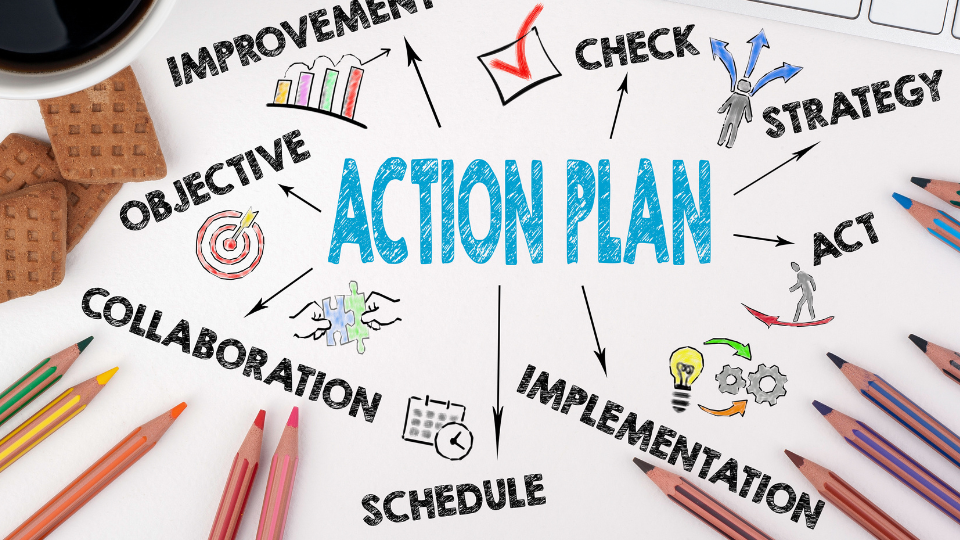 IMPROVEMENT
CHECK
STRATEGY
OBJECTIVE
ACTION PLAN
ACT
COLLABORATION
IMPLEMENTATION
SCHEDULE